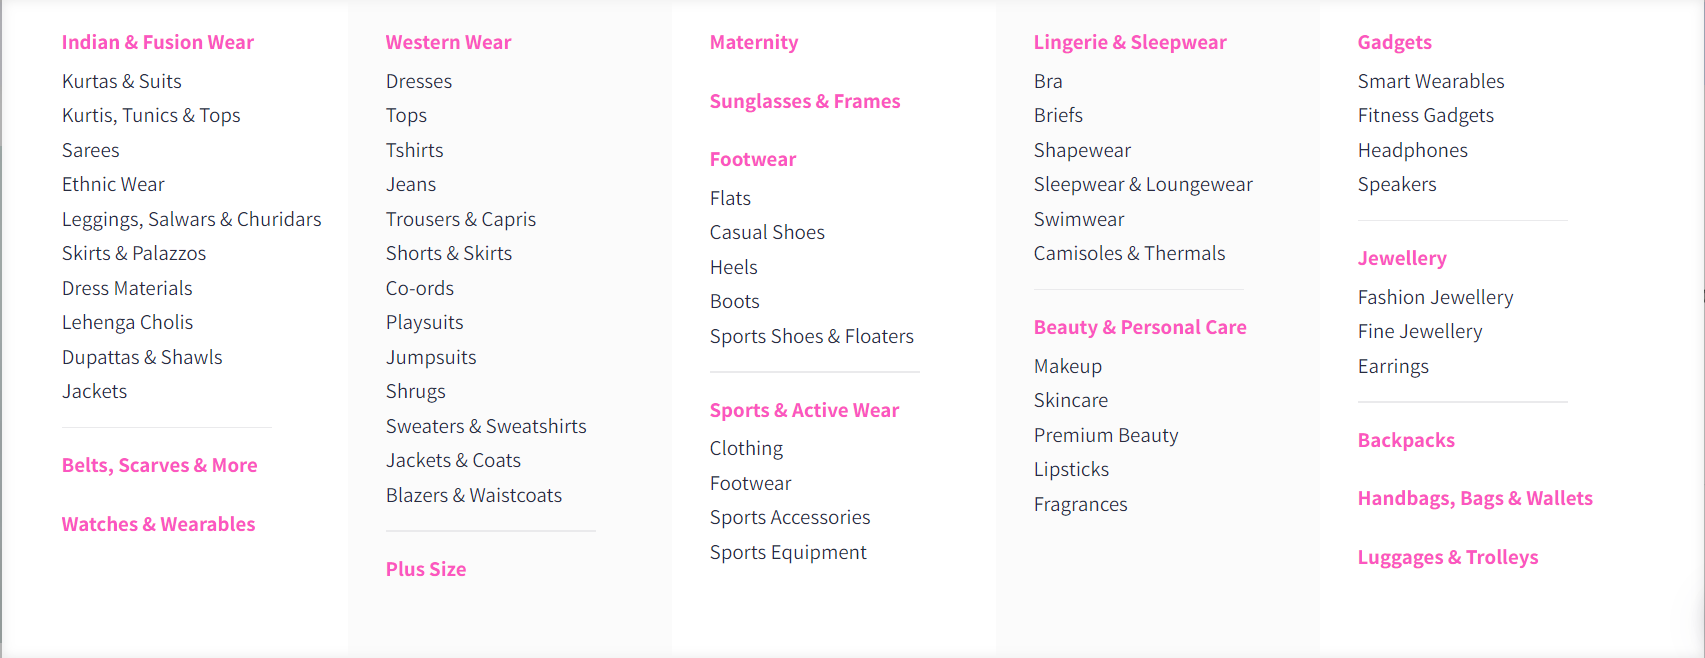 Indian & Fusion Wear
Kurtas & Suits
Kurtis, Tunics & Tops
Sarees
Ethnic Wear
Leggings, Salwars & Churidars
Skirts & Palazzos
Dress Materials
Lehenga Cholis
Dupattas & Shawls
Jackets
Belts, Scarves & More
Watches & Wearables
Western Wear
Dresses
Tops
Tshirts
Jeans
Trousers & Capris
Shorts & Skirts
Co-ords
Playsuits
Jumpsuits
Shrugs
Sweaters & Sweatshirts
Jackets & Coats
Blazers & Waistcoats
Plus Size
Maternity
Sunglasses & Frames
Footwear
Flats
Casual Shoes
Heels
Boots
Sports Shoes & Floaters
Sports & Active Wear
Clothing
Footwear
Sports Accessories
Sports Equipment
Lingerie & Sleepwear
Bra
Briefs
Shapewear
Sleepwear & Loungewear
Swimwear
Camisoles & Thermals
Beauty & Personal Care
Makeup
Skincare
Premium Beauty
Lipsticks
Fragrances
Gadgets
Smart Wearables
Fitness Gadgets
Headphones
Speakers
Jewellery
Fashion Jewellery
Fine Jewellery
Earrings
Backpacks
Handbags, Bags & Wallets
Luggages & Trolleys